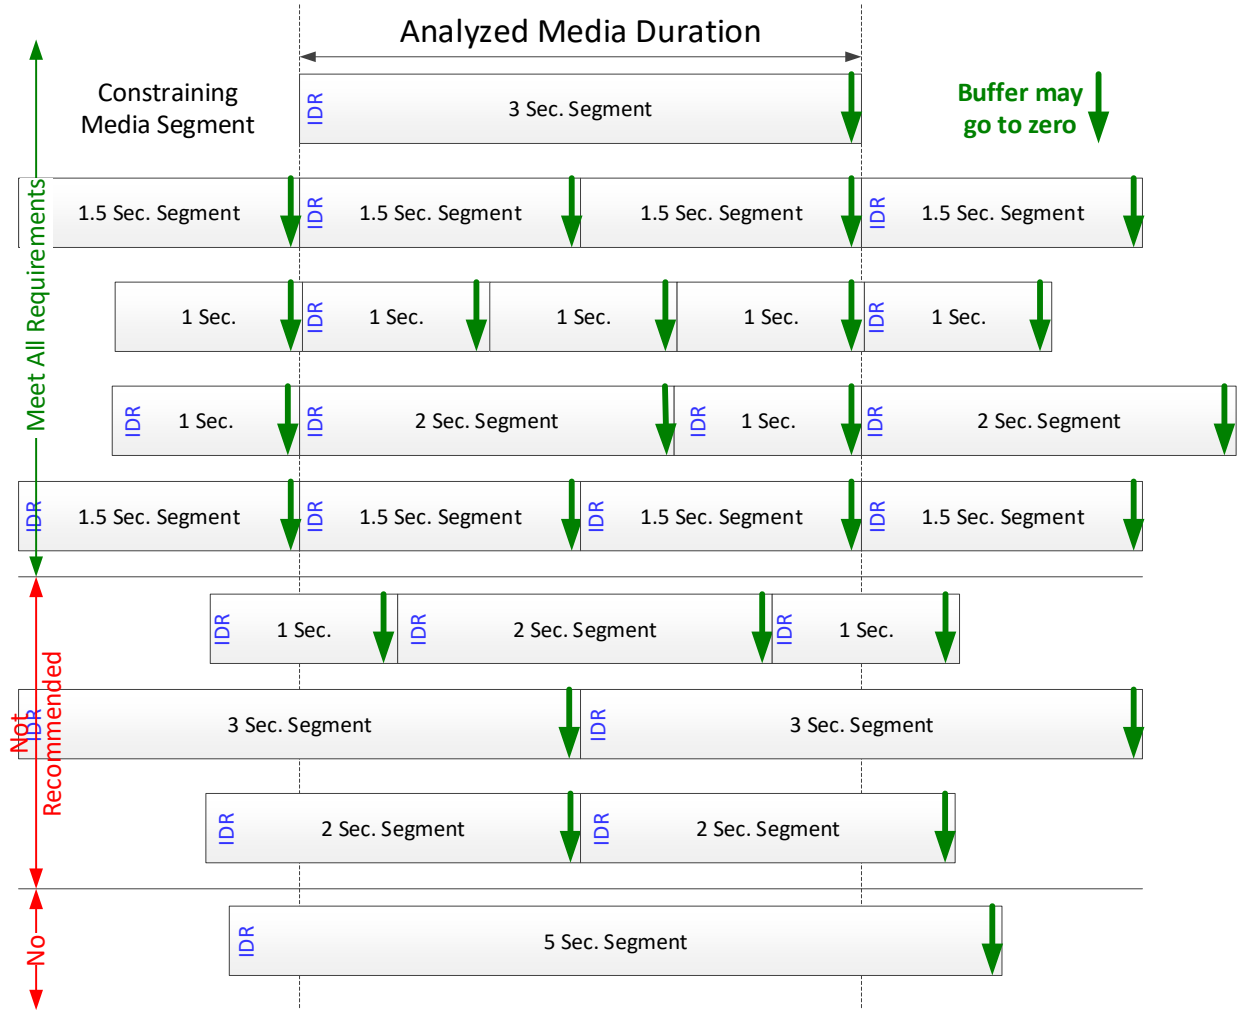 Analyzed Media Duration
Constraining
Media Segment
IDR
3 Sec. Segment
Buffer may
go to zero
1.5 Sec. Segment
IDR
1.5 Sec. Segment
1.5 Sec. Segment
IDR
1.5 Sec. Segment
1 Sec.
IDR
1 Sec.
1 Sec.
1 Sec.
IDR
1 Sec.
IDR
1 Sec.
IDR
2 Sec. Segment
IDR
1 Sec.
IDR
2 Sec. Segment
IDR
1.5 Sec. Segment
IDR
1.5 Sec. Segment
IDR
1.5 Sec. Segment
IDR
1.5 Sec. Segment
Meet All Requirements
IDR
1 Sec.
IDR
2 Sec. Segment
IDR
1 Sec.
IDR
3 Sec. Segment
IDR
3 Sec. Segment
IDR
2 Sec. Segment
IDR
2 Sec. Segment
Not
Recommended
IDR
5 Sec. Segment
No